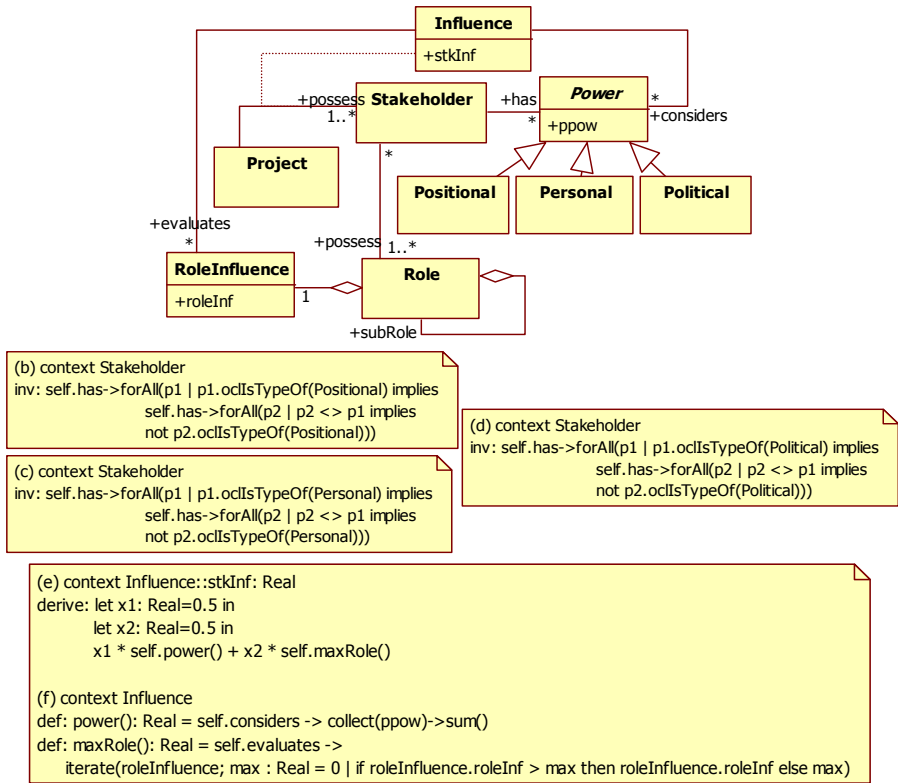 Influence
+stkInf
+possess
1..*
Stakeholder
+has
*
Power
+ppow
*
+considers
Project
*
Positional
Personal
Political
+evaluates
*
+possess
1..*
RoleInfluence
+roleInf
1
Role
+subRole
(b) context Stakeholder
inv: self.has->forAll(p1 | p1.oclIsTypeOf(Positional) implies
self.has->forAll(p2 | p2 <> p1 implies
not p2.oclIsTypeOf(Positional)))
(c) context Stakeholder
inv: self.has->forAll(p1 | p1.oclIsTypeOf(Personal) implies
self.has->forAll(p2 | p2 <> p1 implies
not p2.oclIsTypeOf(Personal)))
(d) context Stakeholder
inv: self.has->forAll(p1 | p1.oclIsTypeOf(Political) implies
self.has->forAll(p2 | p2 <> p1 implies
not p2.oclIsTypeOf(Political)))
(e) context Influence::stkInf: Real
derive: let x1: Real=0.5 in
let x2: Real=0.5 in
x1 * self.power() + x2 * self.maxRole()
(f) context Influence
def: power(): Real = self.considers -> collect(ppow)->sum()
def: maxRole(): Real = self.evaluates ->
iterate(roleInfluence; max : Real = 0 | if roleInfluence.roleInf > max then roleInfluence.roleInf else max)